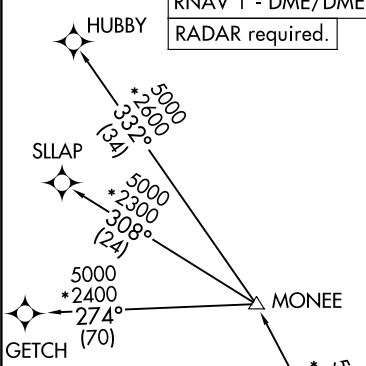 RNAV 1 - DME/DME
RADAR required.
HUBBY
5000
*2600
332°
(34)
SLLAP
5000
*2300
308°
(24)
5000
*2400
274°
(70)
MONEE
GETCH